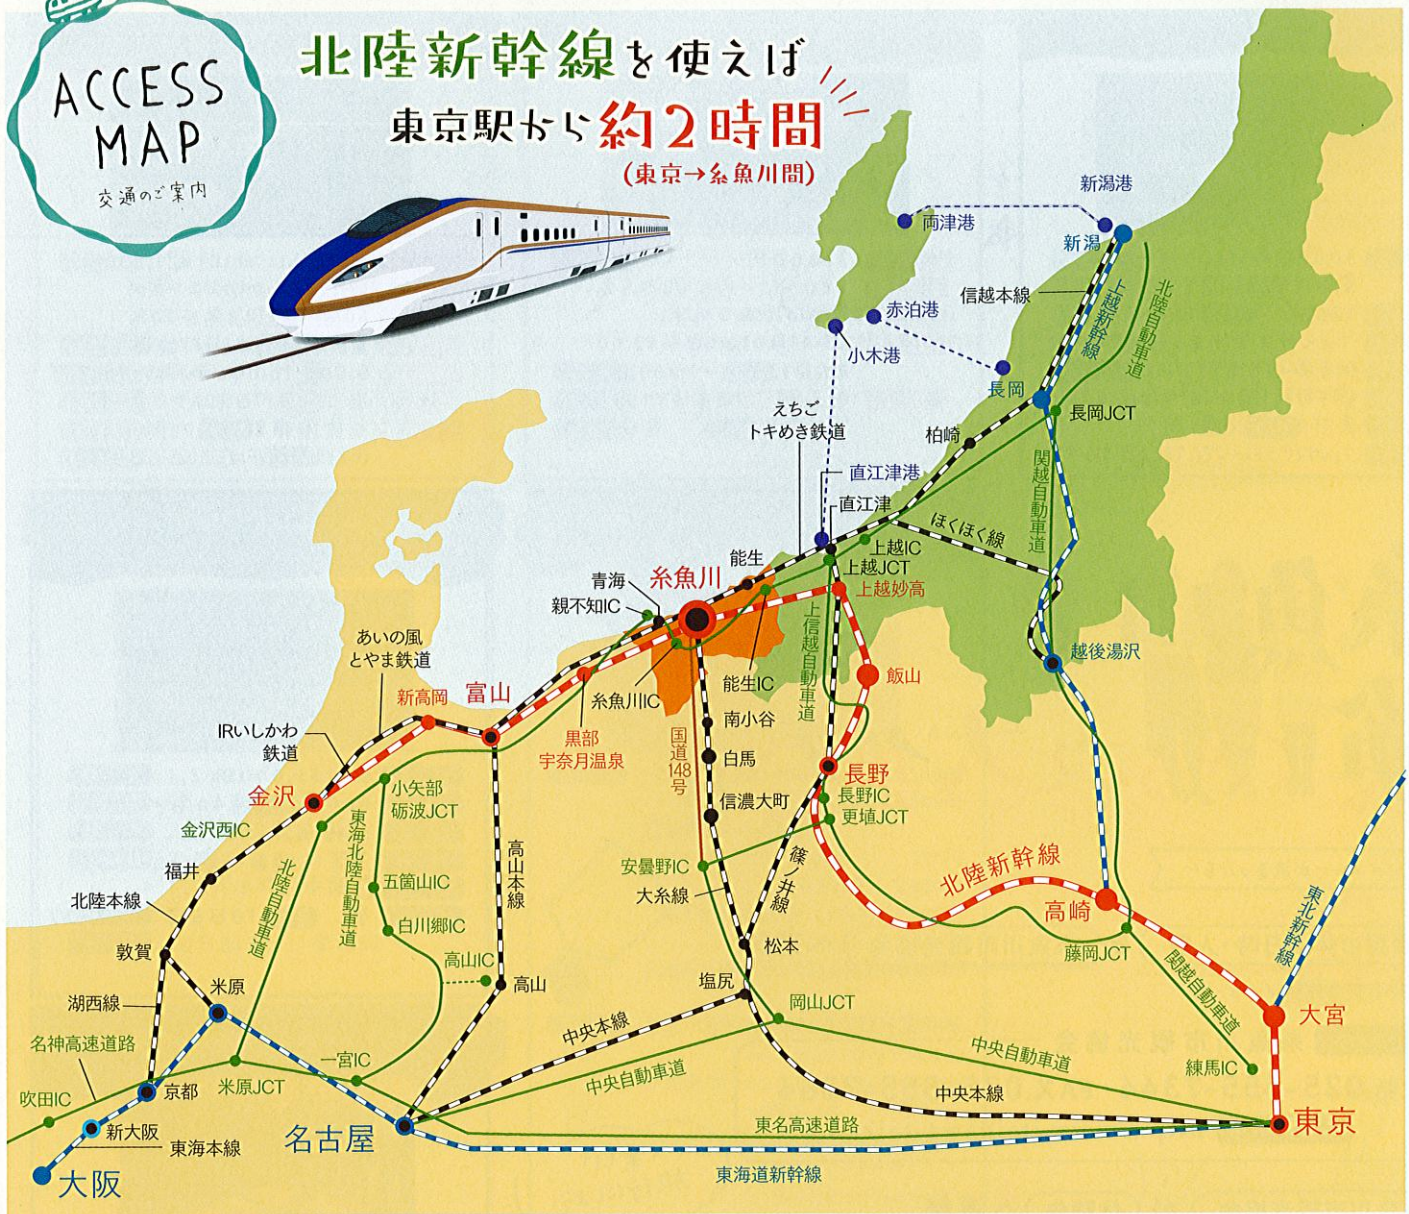 ACCESS
MAP
交通のご案内
北陸新幹線を使えば
東京駅から約2時間
(東京→糸魚川間)
新潟港
両津港
新潟
信越本線
上越新幹線
北陸自動車道
赤泊港
小木港
長岡
長岡JCT
えちご
トキめき鉄道
柏崎
直江津港
関越自動車道
直江津
ほくほく線
上越IC
能生
上越JCT
糸魚川
青海
上越妙高
親不知IC
上信越自動車道
あいの風
とやま鉄道
越後湯沢
飯山
能生IC
新高岡
富山
糸魚川IC
南小谷
IRいしかわ
鉄道
黒部
宇奈月温泉
国道148号
白馬
長野
金沢
小矢部
砺波JCT
信濃大町
長野IC
更埴JCT
金沢西IC
東海北陸自動車道
高山本線
篠ノ井線
福井
北陸自動車道
安曇野IC
北陸新幹線
五箇山IC
大糸線
北陸本線
高崎
東北新幹線
白川郷IC
敦賀
松本
藤岡JCT
高山IC
関越自動車道
高山
塩尻
米原
湖西線
岡山JCT
大宮
中央本線
名神高速道路
一宮IC
中央自動車道
中央自動車道
練馬IC
米原JCT
京都
吹田IC
中央本線
新大阪
名古屋
東名高速道路
東京
東海本線
東海道新幹線
大阪